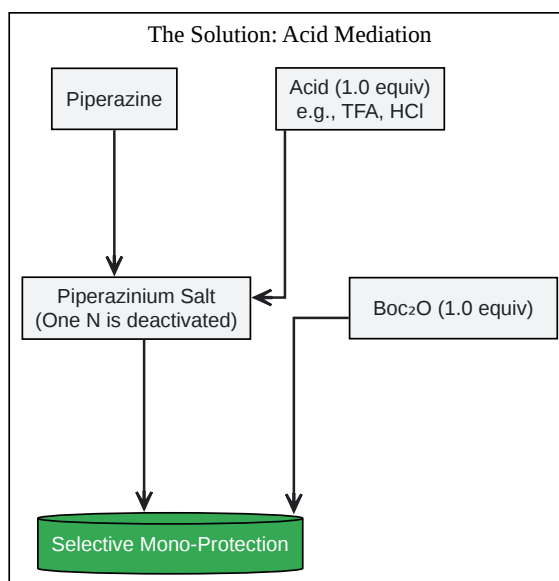 The Solution: Acid Mediation
Piperazine
Acid (1.0 equiv)
e.g., TFA, HCl
Piperazinium Salt
(One N is deactivated)
Boc₂O (1.0 equiv)
Selective Mono-Protection